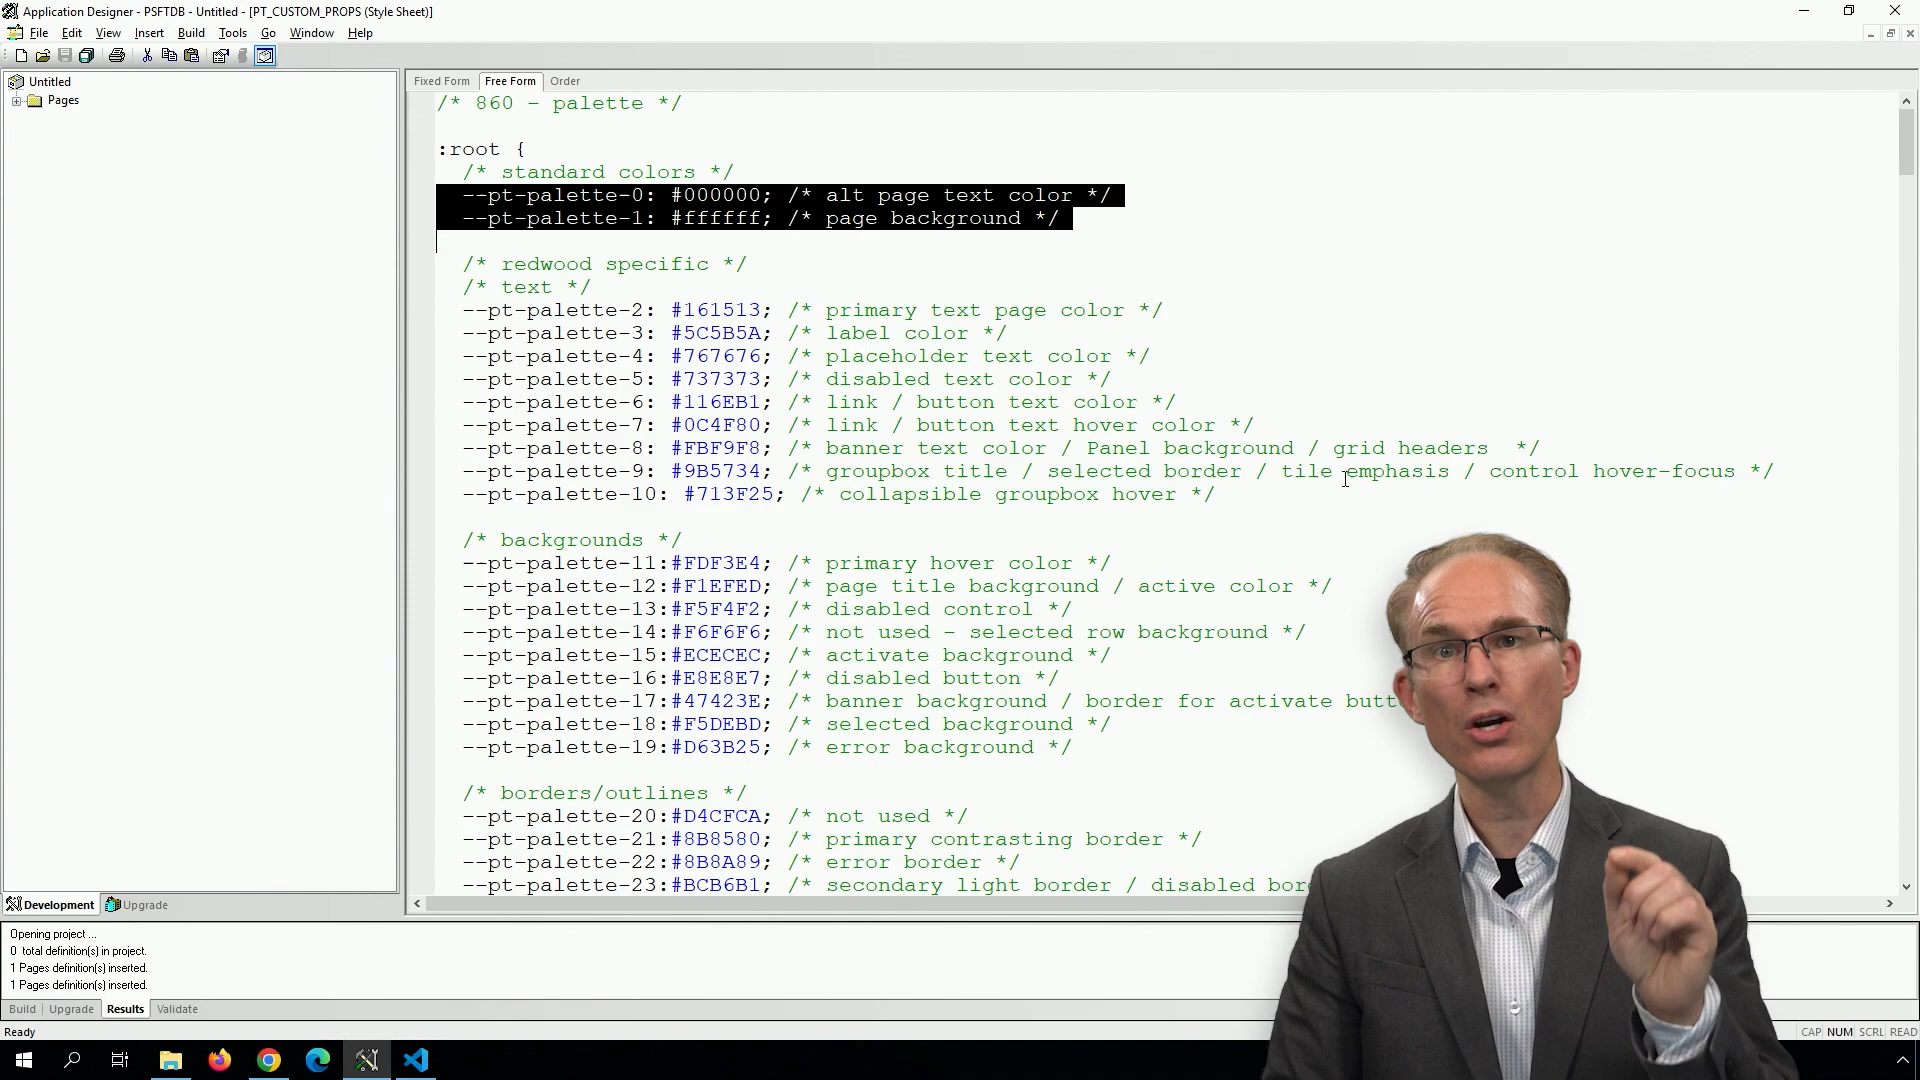 Application Designer - PSFTDB - Untitled - [PT_CUSTOM_PROPS (Style Sheet)]
File Edit View Insert Build Tools Go Window Help
Untitled
Pages
Fixed Form Free Form Order
/* 860 - palette */
:root {
/* standard colors */
--pt-palette-0: #000000; /* alt page text color */
--pt-palette-1: #ffffff; /* page background */
/* redwood specific */
/* text */
--pt-palette-2: #161513; /* primary text page color */
--pt-palette-3: #5C5B5A; /* label color */
--pt-palette-4: #767676; /* placeholder text color */
--pt-palette-5: #737373; /* disabled text color */
--pt-palette-6: #116EB1; /* link / button text color */
--pt-palette-7: #0C4F80; /* link / button text hover color */
--pt-palette-8: #FBF9F8; /* banner text color / Panel background / grid headers */
--pt-palette-9: #9B5734; /* groupbox title / selected border / tile emphasis / control hover-focus */
--pt-palette-10: #713F25; /* collapsible groupbox hover */
/* backgrounds */
--pt-palette-11:#FDF3E4; /* primary hover color */
--pt-palette-12:#F1EFED; /* page title background / active color */
--pt-palette-13:#F5F4F2; /* disabled control */
--pt-palette-14:#F6F6F6; /* not used - selected row background */
--pt-palette-15:#ECECEC; /* activate background */
--pt-palette-16:#E8E8E7; /* disabled button */
--pt-palette-17:#47423E; /* banner background / border for activate
--pt-palette-18:#F5DEBD; /* selected background */
--pt-palette-19:#D63B25; /* error background */
/* borders/outlines */
--pt-palette-20:#D4CFCA; /* not used */
--pt-palette-21:#8B8580; /* primary contrasting border */
--pt-palette-22:#8B8A89; /* error border */
--pt-palette-23:#BCB6B1; /* secondary light border / disabled
Development Upgrade
Opening project ...
0 total definition(s) in project.
1 Pages definition(s) inserted.
1 Pages definition(s) inserted.
Build Upgrade Results Validate
Ready
CAP NUM SCRL READ